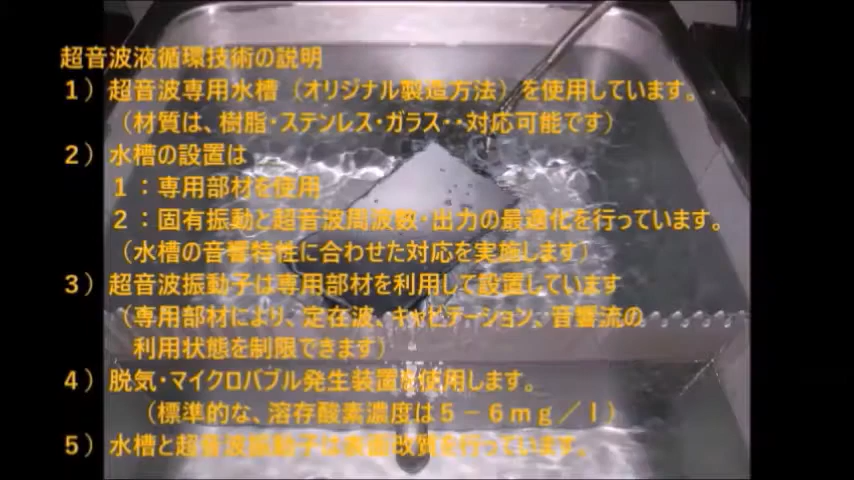 超音波液循環技術の説明
1）超音波専用水槽（オリジナル製造方法）を使用しています。
（材質は、樹脂・ステンレス・ガラス・・対応可能です）
2）水槽の設置は
1：専用部材を使用
2：固有振動と超音波周波数・出力の最適化を行っています。
（水槽の音響特性に合わせた対応を実施します）
3）超音波振動子は専用部材を利用して設置しています
（専用部材により、定在波、キャビテーション、音響流の
利用状態を制限できます）
4）脱気・マイクロバブル発生装置を使用します。
（標準的な、溶存酸素濃度は5－6mg／l）
5）水槽と超音波振動子は表面改質を行っています。